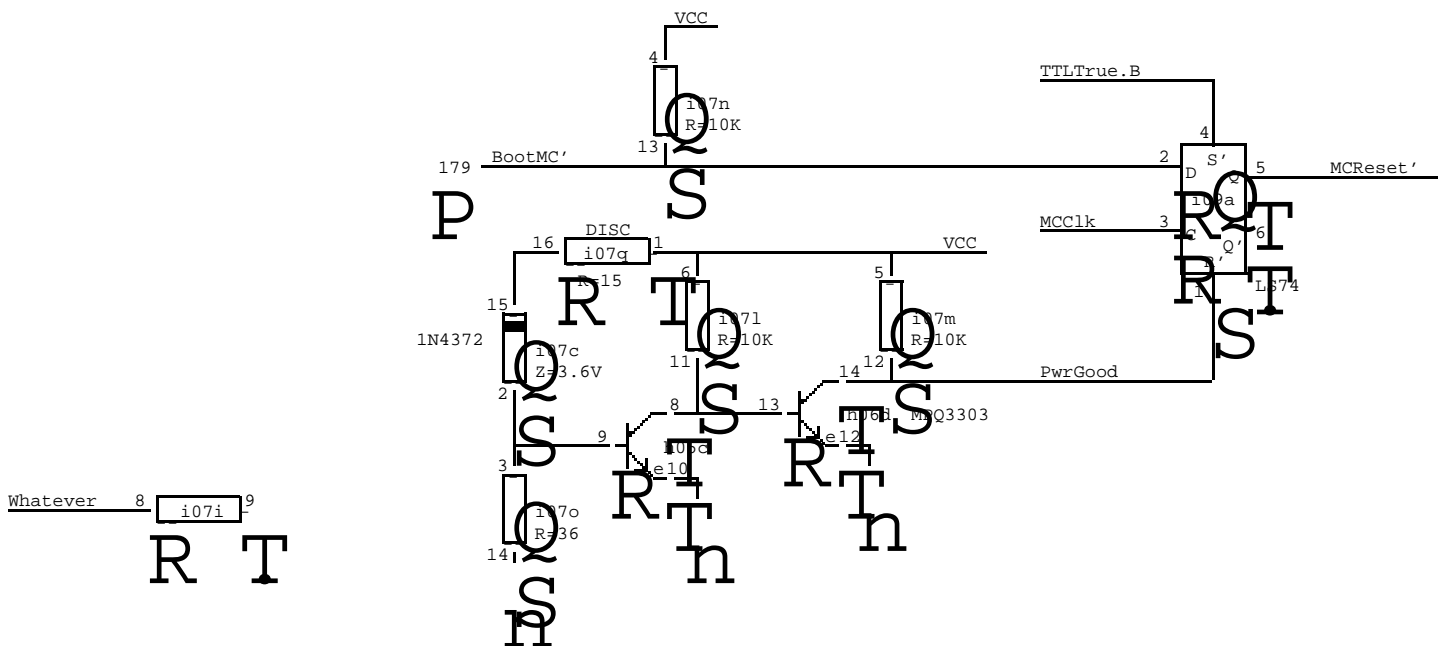 VCC
4
i07n
R=10K
Q
~
13
S
TTLTrue.B
4
179
BootMC'
P
2
S'
D
Q
5
MCReset'
i09a
Q
R
~
T
MCClk
3
C
6
Q'
R'
R
1
LS74
T
S
DISC
16
i07q
1
VCC
R=15
R
T
15
6
5
1N4372
i07c
Z=3.6V
Q
~
2
S
i07l
R=10K
Q
~
11
S
i07m
R=10K
Q
~
12
S
14
PwrGood
8
13
h06d
MPQ3303
T
e12
R
T
n
9
h06c
T
e10
R
T
n
3
i07o
R=36
Q
~
14
S
n
Whatever
8
i07i
9
R
T